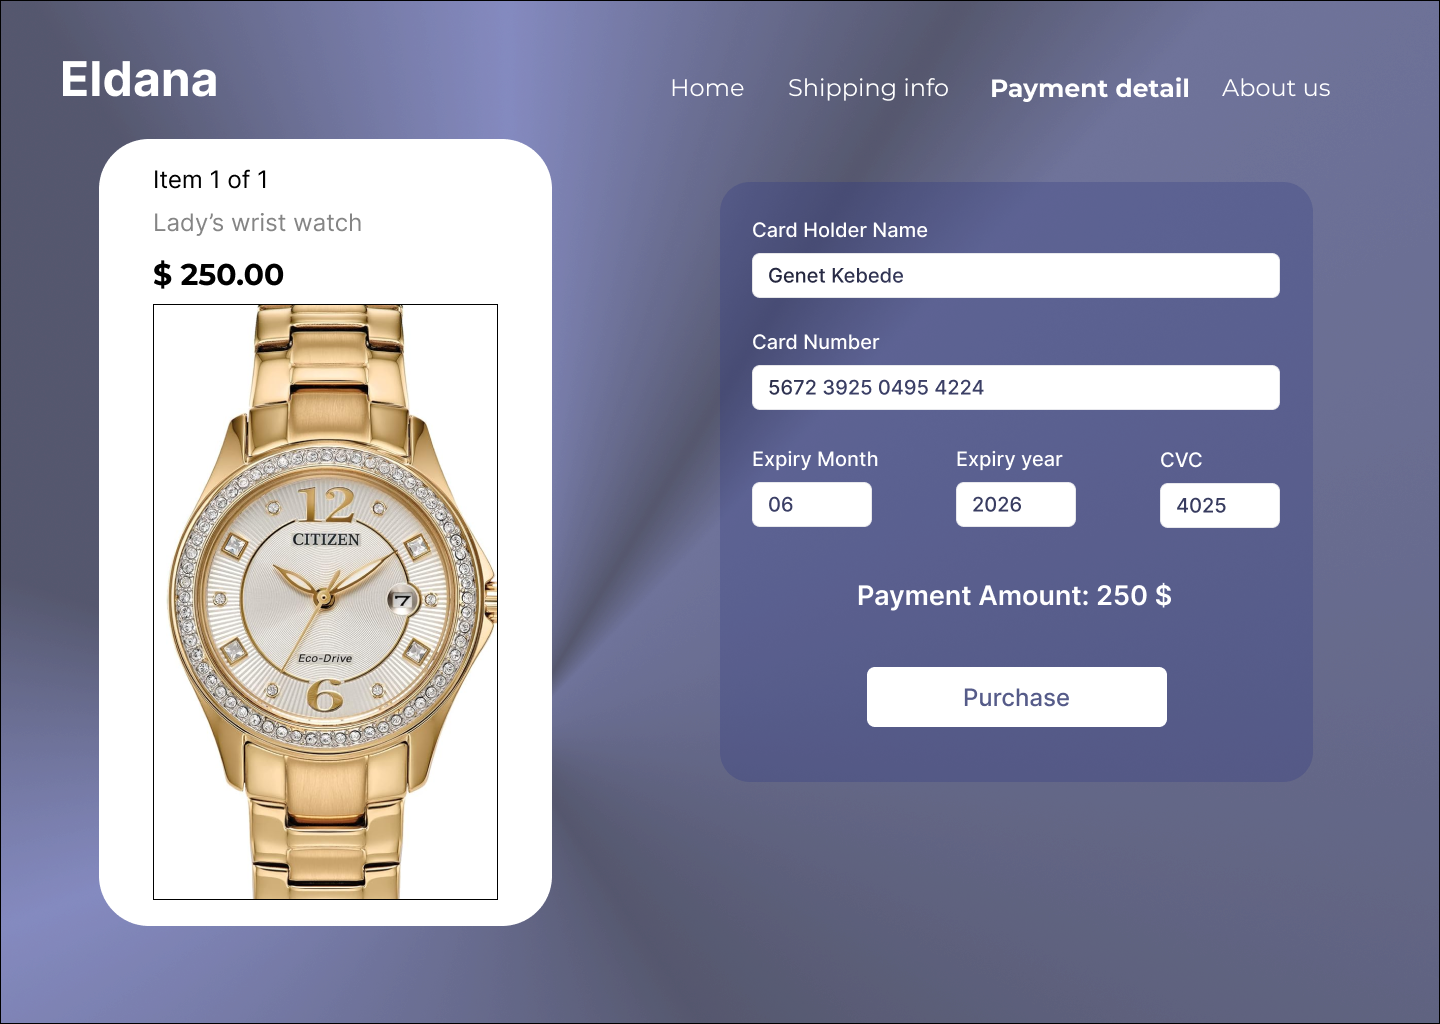 Eldana
Home Shipping info Payment detail About us
Item 1 of 1
Lady’s wrist watch
$ 250.00
12
CITIZEN
7
Eco-Drive
6
Card Holder Name
Genet Kebede
Card Number
5672 3925 0495 4224
Expiry Month Expiry year CVC
06 2026 4025
Payment Amount: 250 $
Purchase